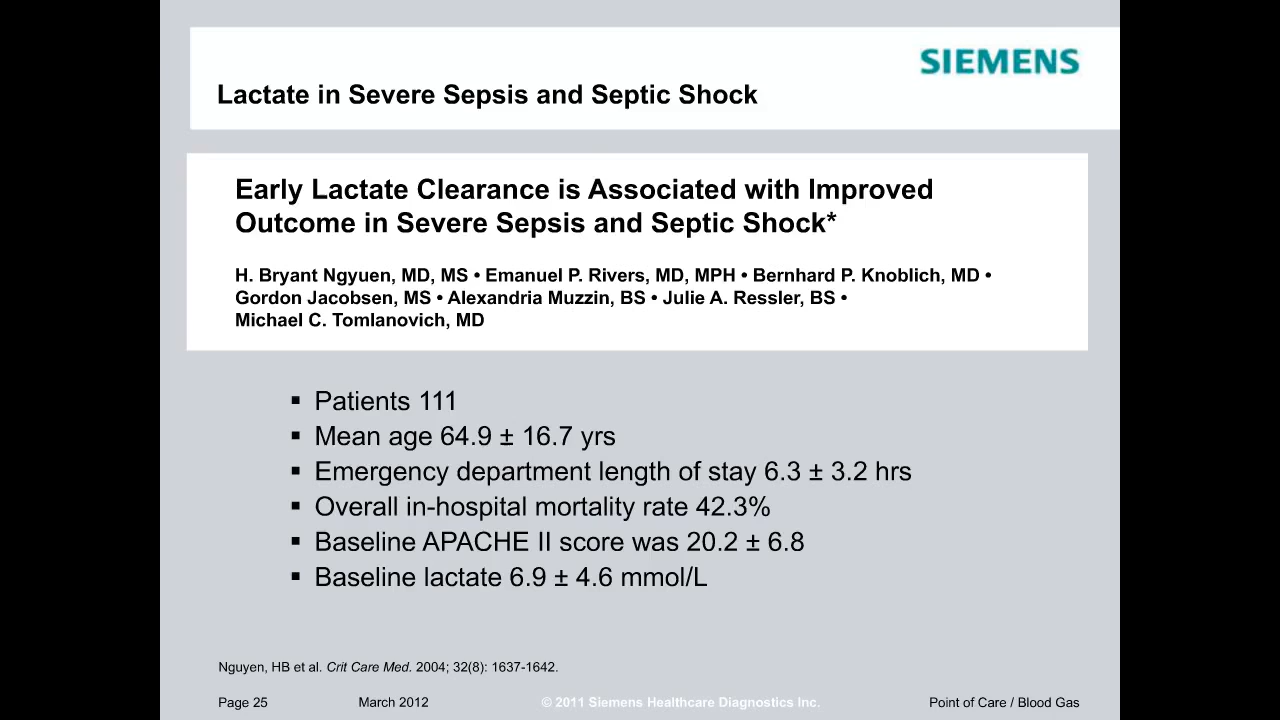 SIEMENS
Lactate in Severe Sepsis and Septic Shock
Early Lactate Clearance is Associated with Improved
Outcome in Severe Sepsis and Septic Shock*
H. Bryant Ngyuen, MD, MS • Emanuel P. Rivers, MD, MPH • Bernhard P. Knoblich, MD •
Gordon Jacobsen, MS • Alexandria Muzzin, BS • Julie A. Ressler, BS •
Michael C. Tomlanovich, MD
▪ Patients 111
▪ Mean age 64.9 ± 16.7 yrs
▪ Emergency department length of stay 6.3 ± 3.2 hrs
▪ Overall in-hospital mortality rate 42.3%
▪ Baseline APACHE II score was 20.2 ± 6.8
▪ Baseline lactate 6.9 ± 4.6 mmol/L
Nguyen, HB et al. Crit Care Med. 2004; 32(8): 1637-1642.
Page 25 March 2012 © 2011 Siemens Healthcare Diagnostics Inc. Point of Care / Blood Gas